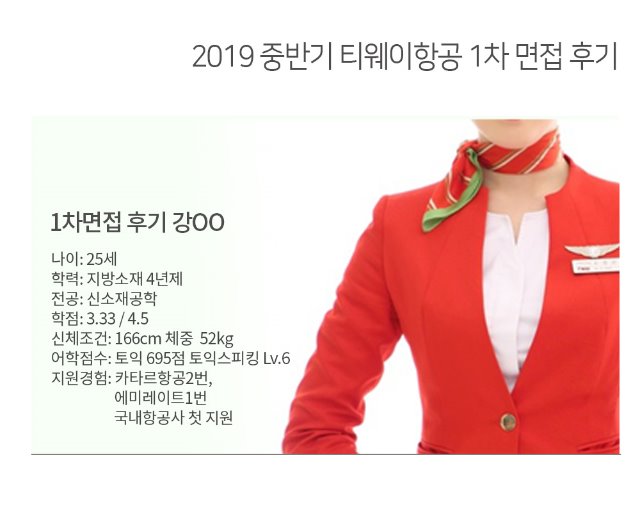 2019 중반기 티웨이항공 1차 면접 후기
1차면접 후기 강OO
나이: 25세
학력: 지방소재 4년제
전공: 신소재공학
학점: 3.33 / 4.5
신체조건: 166cm 체중 52kg
어학점수: 토익 695점 토익스피킹 Lv.6
지원경험: 카타르항공2번,
에미레이트1번
국내항공사 첫 지원